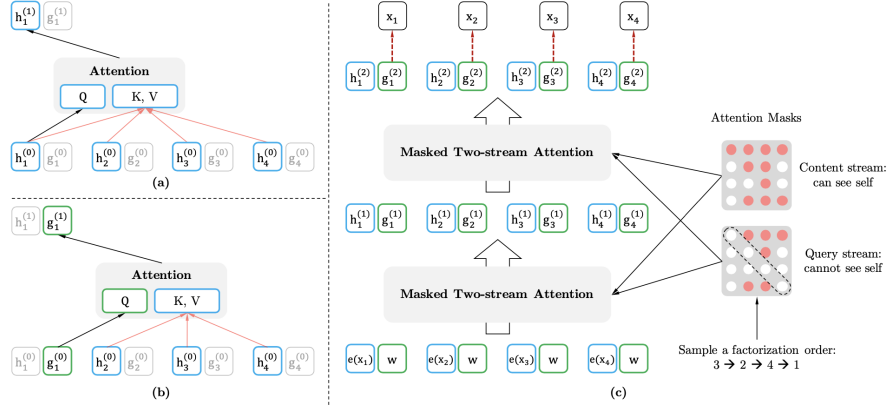 h₁⁽¹⁾ g₁⁽¹⁾
Attention
Q K, V
h₁⁽⁰⁾ g₁⁽⁰⁾ h₂⁽⁰⁾ g₂⁽⁰⁾ h₃⁽⁰⁾ g₃⁽⁰⁾ h₄⁽⁰⁾ g₄⁽⁰⁾
(a)
h₁⁽¹⁾ g₁⁽¹⁾
Attention
Q K, V
h₁⁽⁰⁾ g₁⁽⁰⁾ h₂⁽⁰⁾ g₂⁽⁰⁾ h₃⁽⁰⁾ g₃⁽⁰⁾ h₄⁽⁰⁾ g₄⁽⁰⁾
(b)
x₁ x₂ x₃ x₄
h₁⁽²⁾ g₁⁽²⁾ h₂⁽²⁾ g₂⁽²⁾ h₃⁽²⁾ g₃⁽²⁾ h₄⁽²⁾ g₄⁽²⁾
Masked Two-stream Attention
h₁⁽¹⁾ g₁⁽¹⁾ h₂⁽¹⁾ g₂⁽¹⁾ h₃⁽¹⁾ g₃⁽¹⁾ h₄⁽¹⁾ g₄⁽¹⁾
Masked Two-stream Attention
e(x₁) w e(x₂) w e(x₃) w e(x₄) w
(c)
Attention Masks
Content stream:
can see self
Query stream:
cannot see self
Sample a factorization order:
3 → 2 → 4 → 1